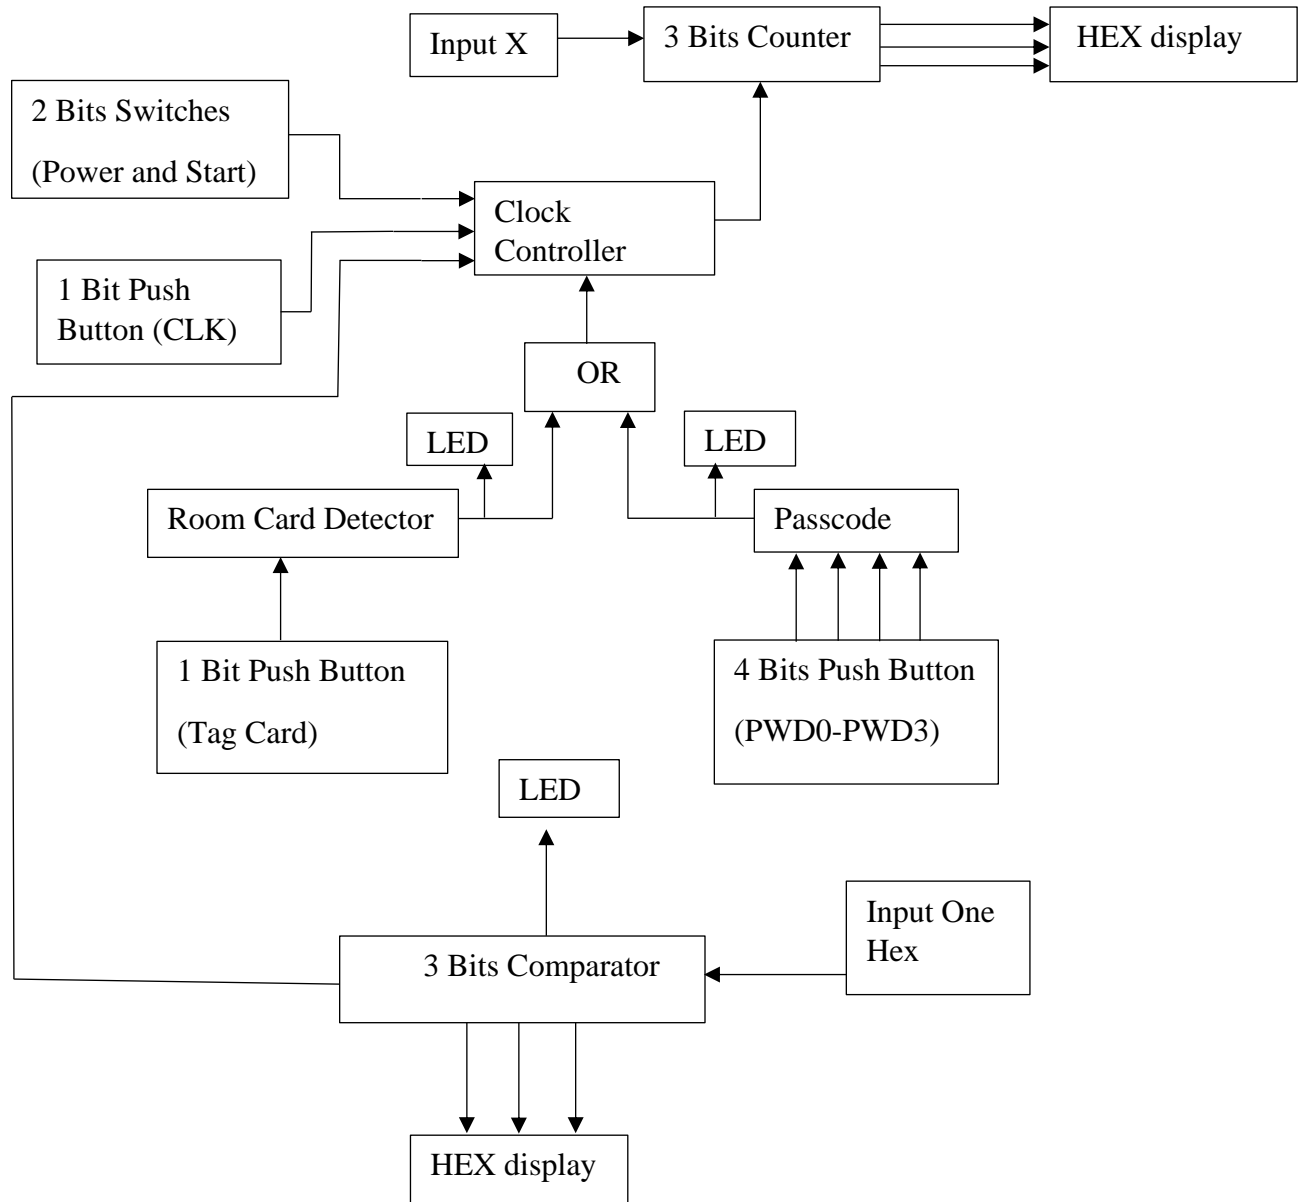 Input X
3 Bits Counter
HEX display
2 Bits Switches
(Power and Start)
Clock
Controller
1 Bit Push
Button (CLK)
OR
LED
LED
Room Card Detector
Passcode
1 Bit Push Button
(Tag Card)
4 Bits Push Button
(PWD0-PWD3)
LED
Input One
Hex
3 Bits Comparator
HEX display